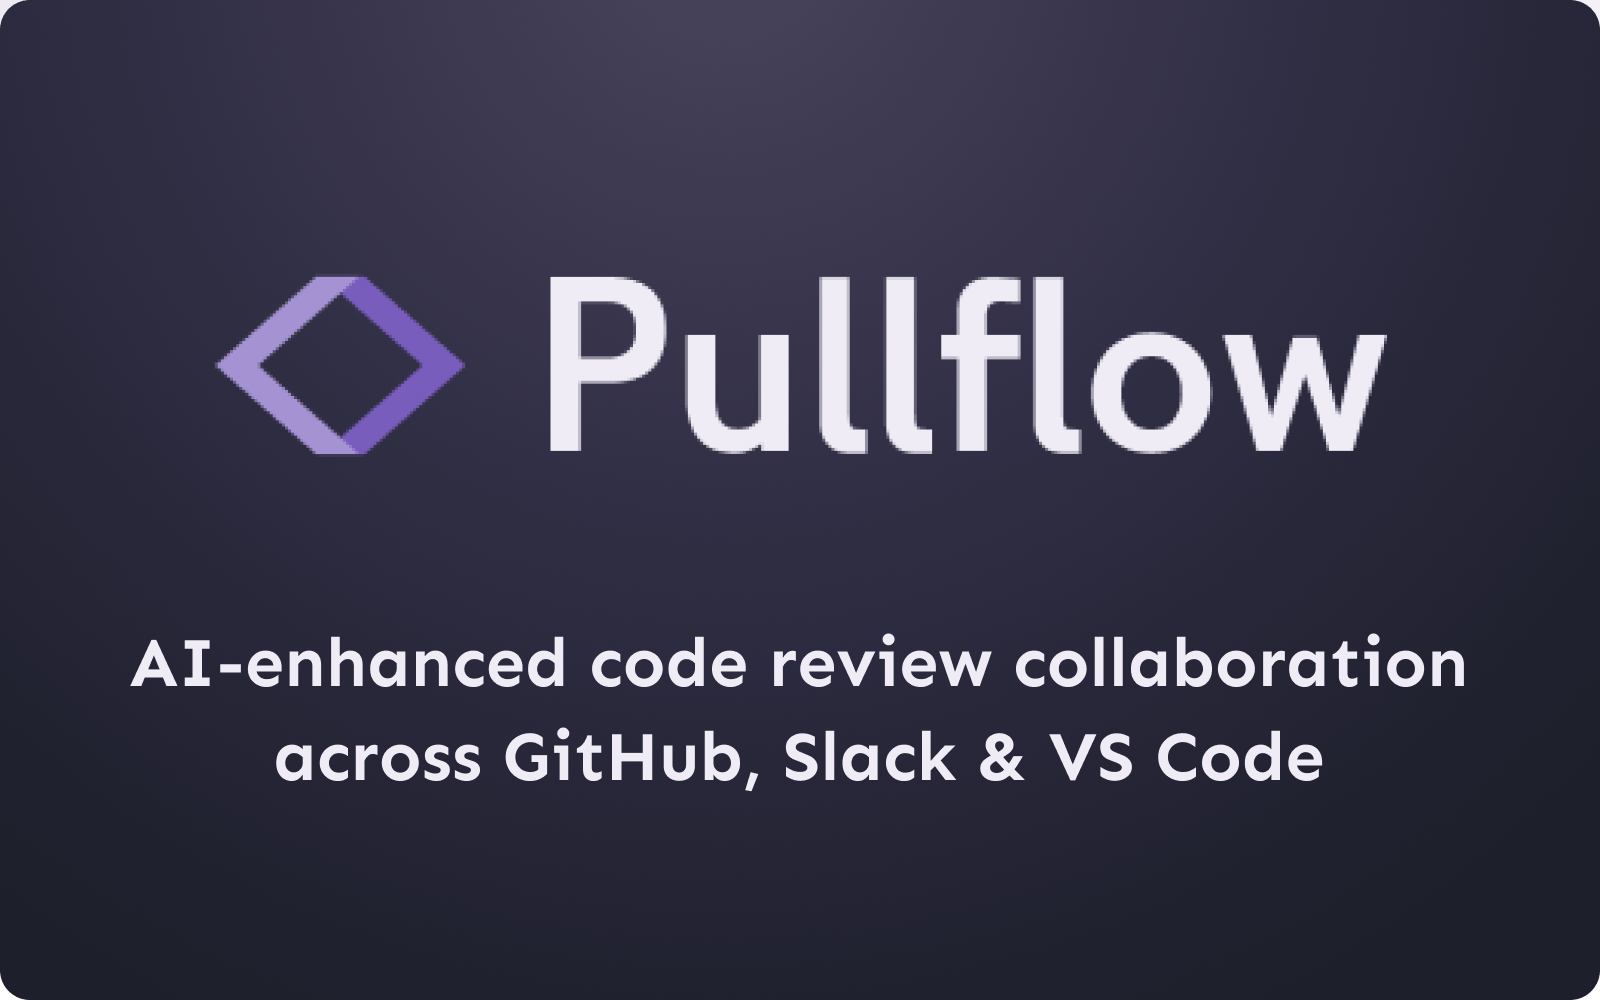 Pullflow
AI-enhanced code review collaboration
across GitHub, Slack & VS Code